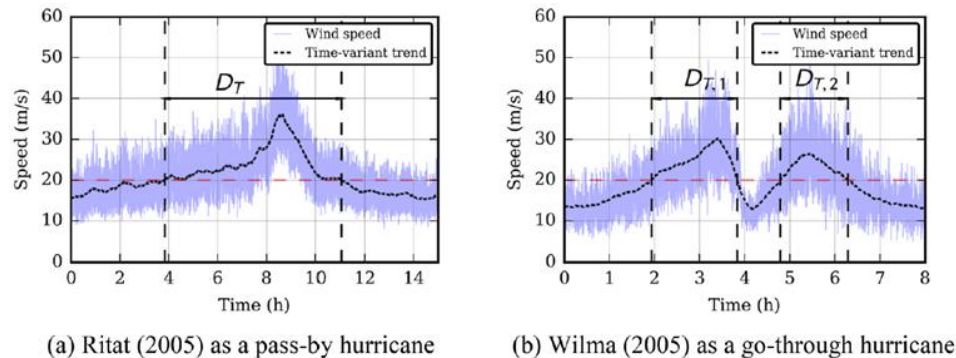 60
50
40
30
20
10
0
Speed (m/s)
Wind speed
Time-variant trend
D_T
0 2 4 6 8 10 12 14
Time (h)
(a) Ritat (2005) as a pass-by hurricane
60
50
40
30
20
10
0
Speed (m/s)
Wind speed
Time-variant trend
D_{T,1}
D_{T,2}
0 1 2 3 4 5 6 7 8
Time (h)
(b) Wilma (2005) as a go-through hurricane